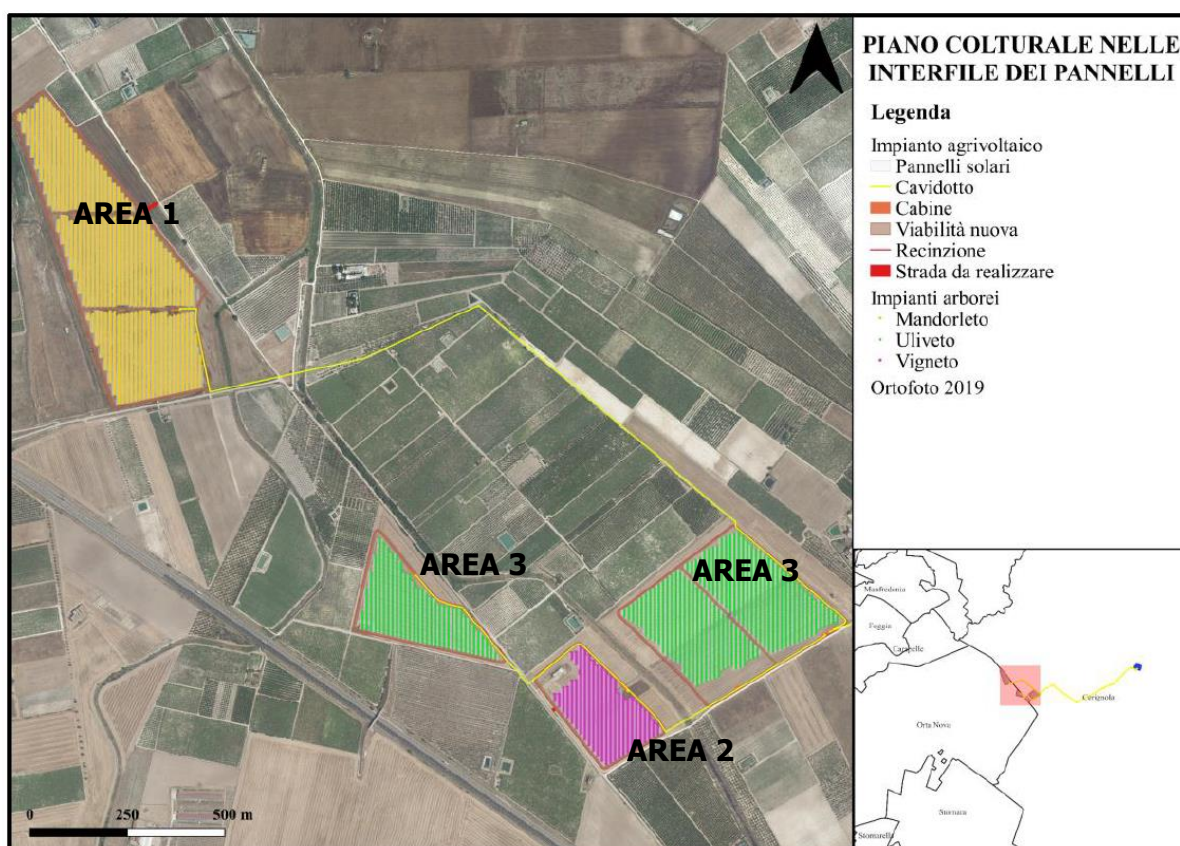 PIANO COLTURALE NELLE
INTERFILE DEI PANNELLI
Legenda
Impianto agrivoltaico
Pannelli solari
Cavidotto
Cabine
Viabilità nuova
Recinzione
Strada da realizzare
Impianti arborei
Mandorleto
Uliveto
Vigneto
Ortofoto 2019
AREA 1
AREA 3
AREA 3
AREA 2
0 250 500 m
Manfredonia
Foggia
Carapelle
Cerignola
Orta Nova
Stornara
Stornarella